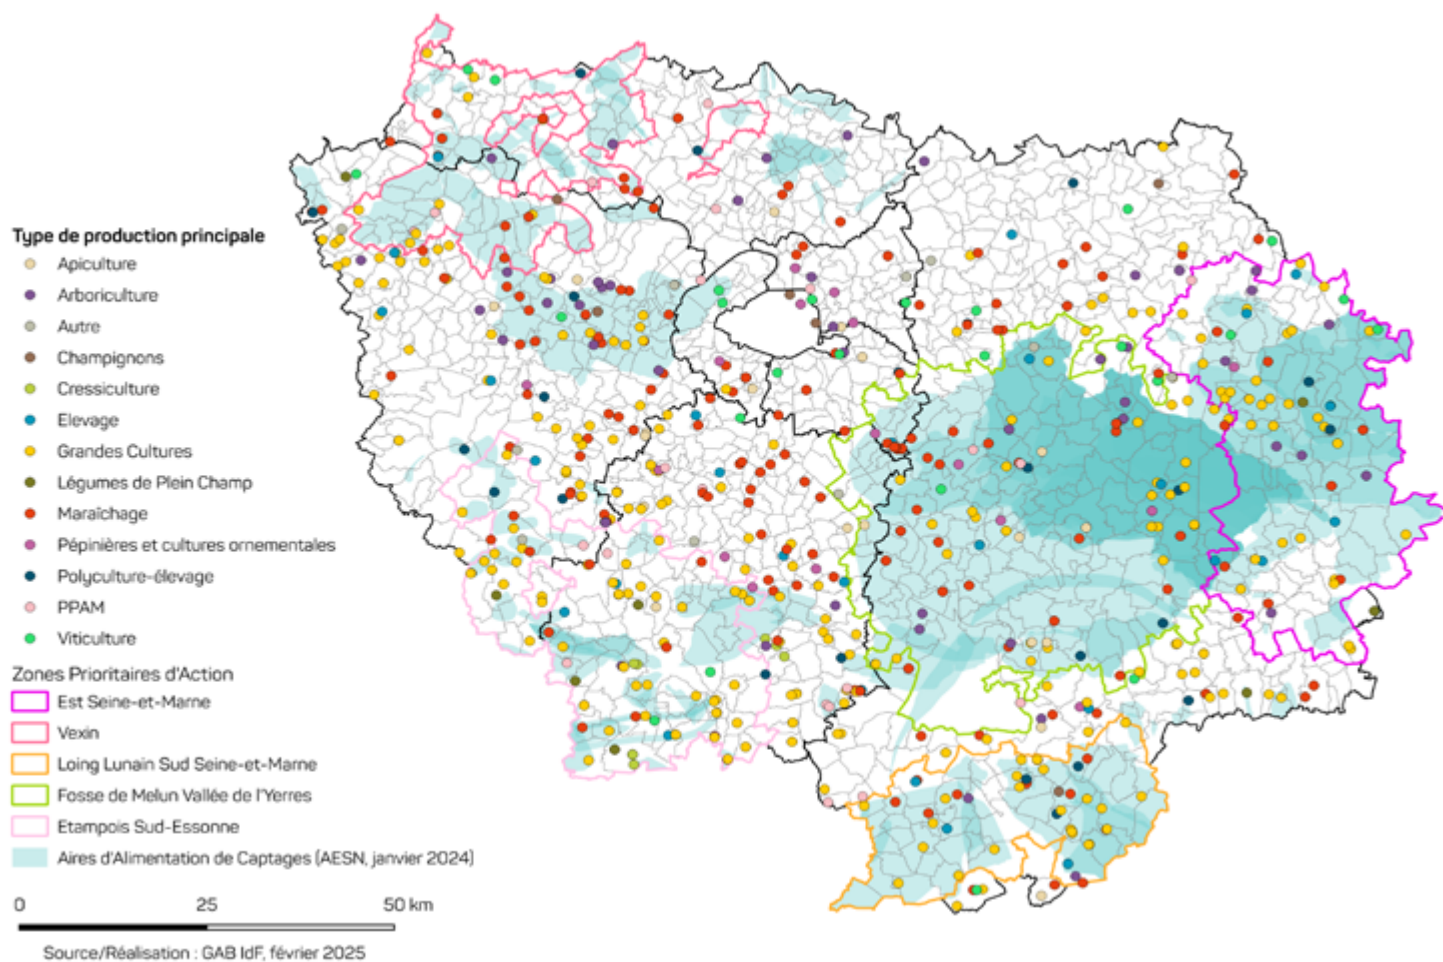 Type de production principale
Apiculture
Arboriculture
Autre
Champignons
Cressiculture
Elevage
Grandes Cultures
Légumes de Plein Champ
Maraîchage
Pépinières et cultures ornementales
Polyculture-élevage
PPAM
Viticulture
Zones Prioritaires d'Action
Est Seine-et-Marne
Vexin
Loing Lunain Sud Seine-et-Marne
Fosse de Melun Vallée de l'Yerres
Etampois Sud-Essonne
Aires d'Alimentation de Captages (AESN, janvier 2024)
0 25 50 km
Source/Réalisation : GAB IdF, février 2025